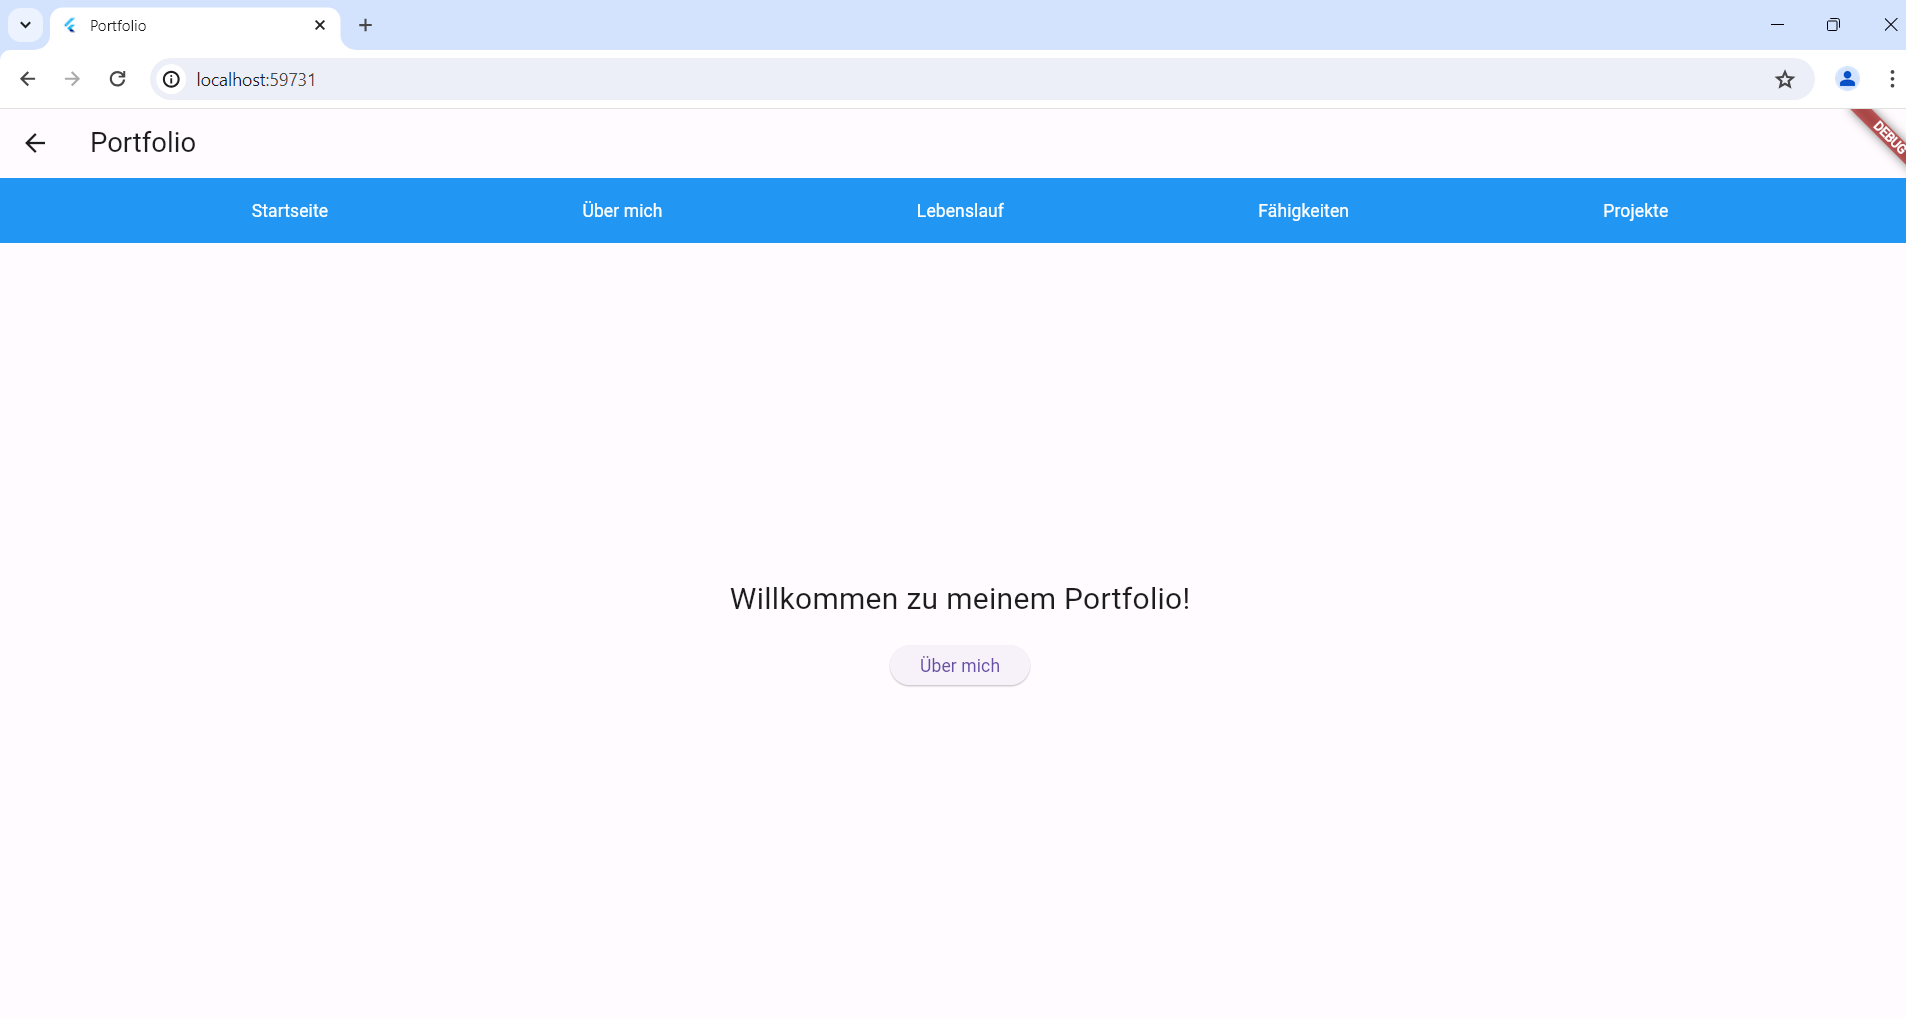 Portfolio
localhost:59731
Portfolio
DEBUG
Startseite Über mich Lebenslauf Fähigkeiten Projekte
Willkommen zu meinem Portfolio!
Über mich